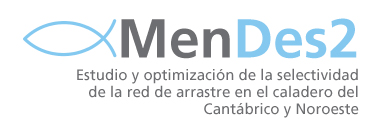 MenDes2
Estudio y optimización de la selectividad
de la red de arrastre en el caladero del
Cantábrico y Noroeste